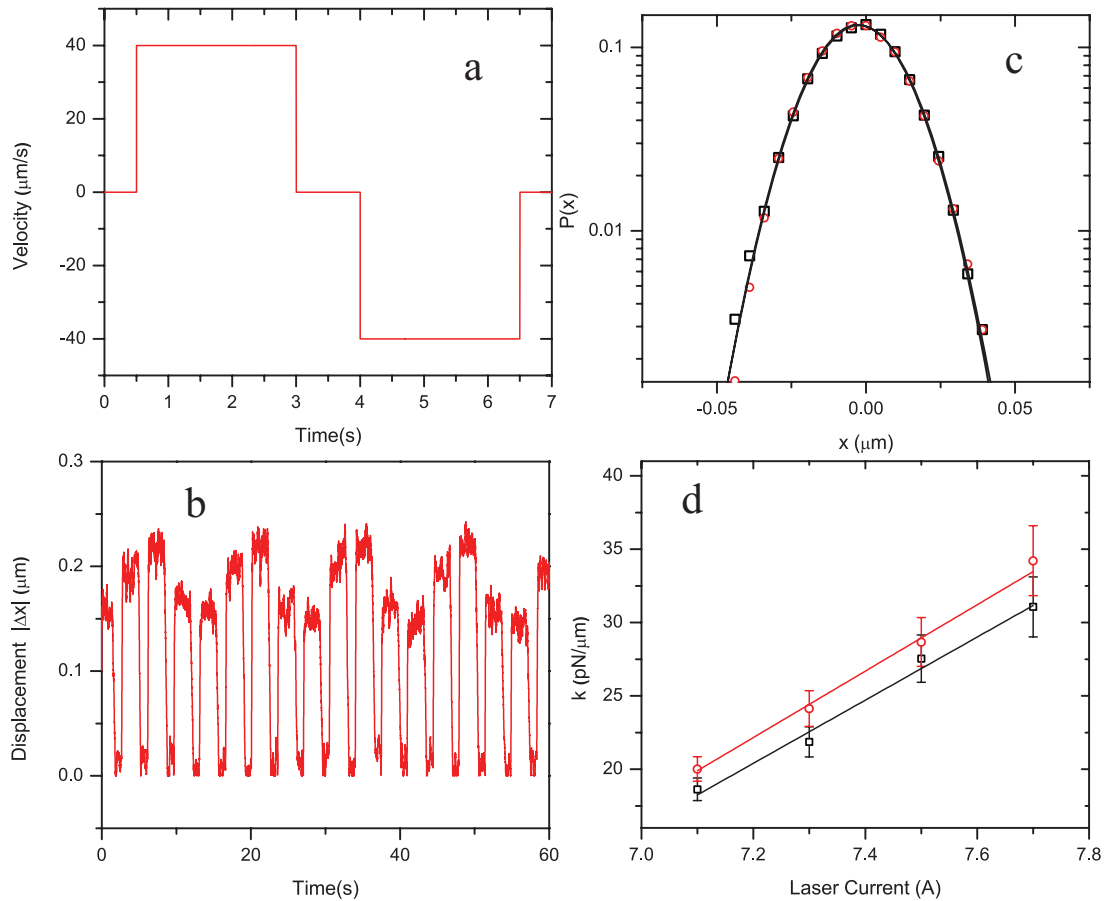 a
Velocity (μm/s)
40
20
0
-20
-40
0 1 2 3 4 5 6 7
Time(s)
c
P(x)
0.1
0.01
-0.05 0.00 0.05
x (μm)
b
Displacement |Δx| (μm)
0.3
0.2
0.1
0.0
0 20 40 60
Time(s)
d
k (pN/μm)
40
35
30
25
20
7.0 7.2 7.4 7.6 7.8
Laser Current (A)